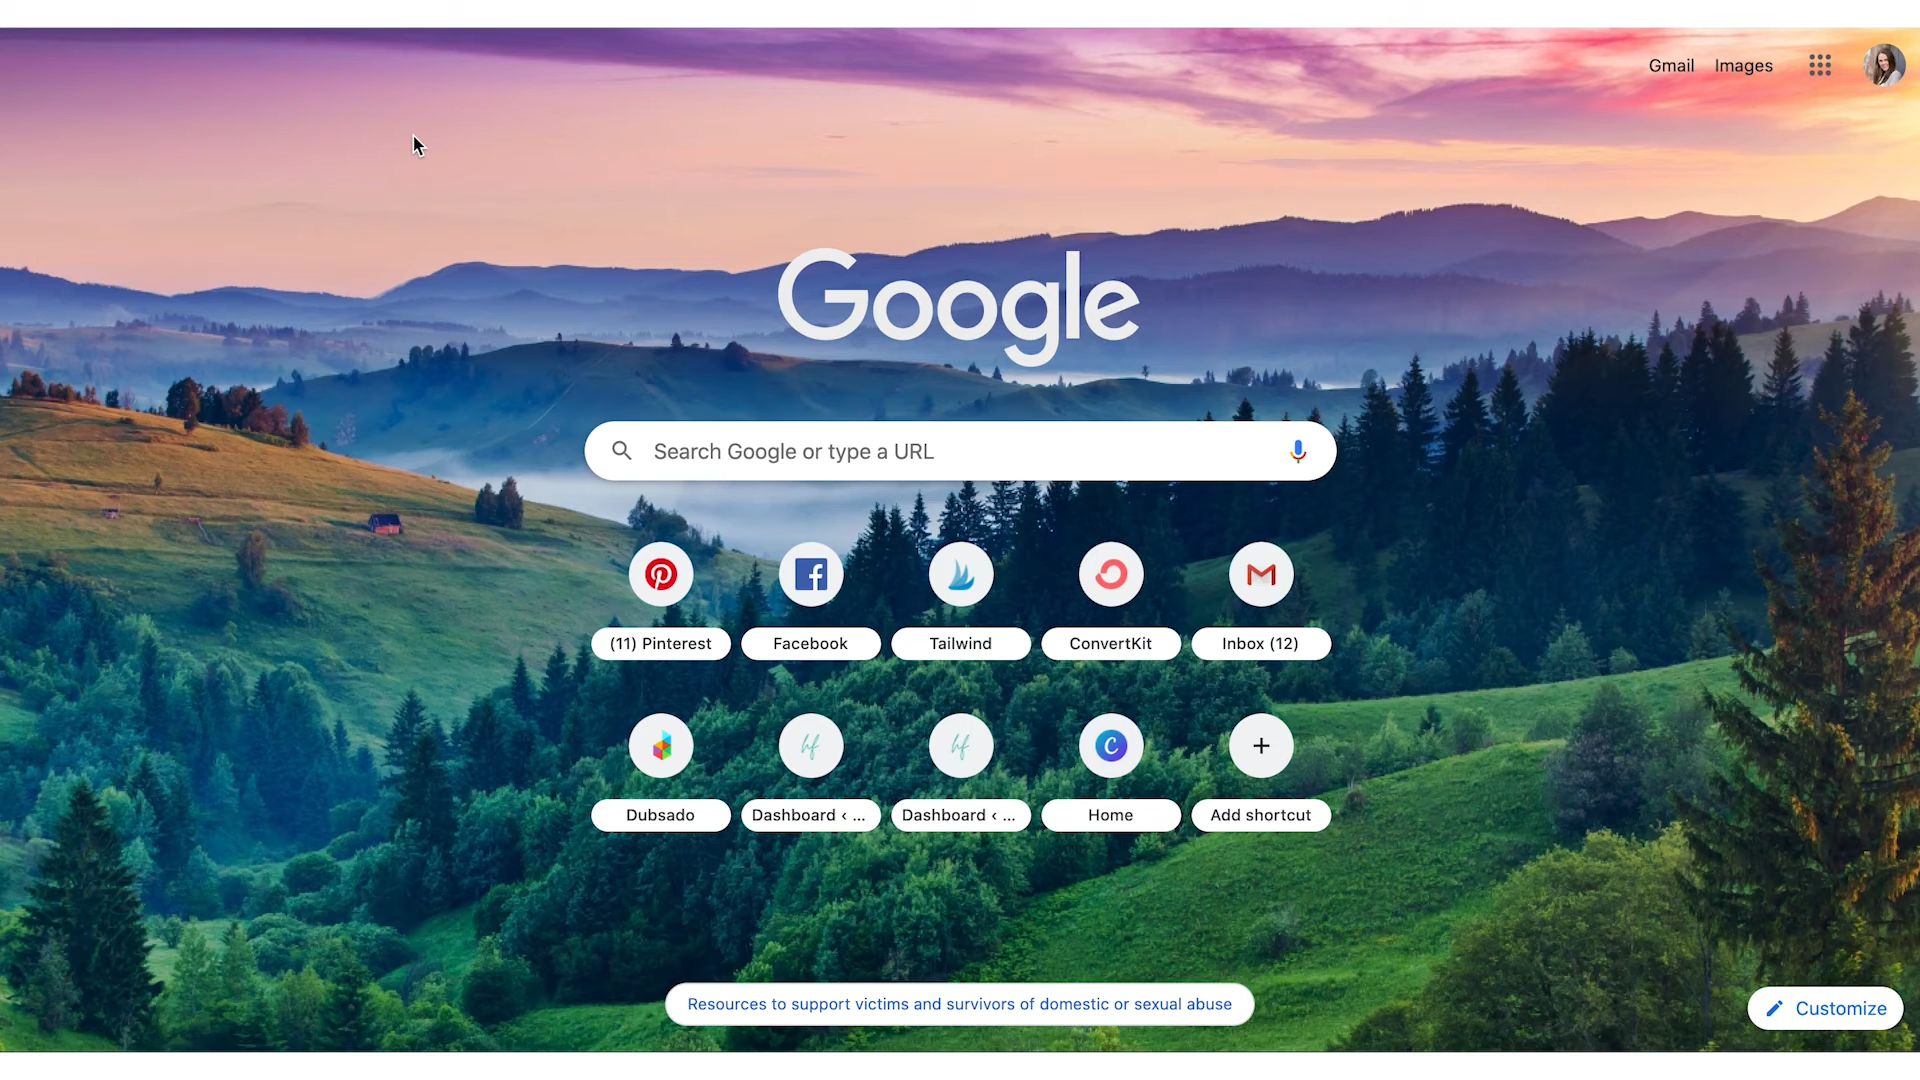 Gmail Images
Google
Search Google or type a URL
(11) Pinterest
Facebook
Tailwind
ConvertKit
Inbox (12)
Dubsado
Dashboard ‹ ...
Dashboard ‹ ...
Home
Add shortcut
Resources to support victims and survivors of domestic or sexual abuse
Customize